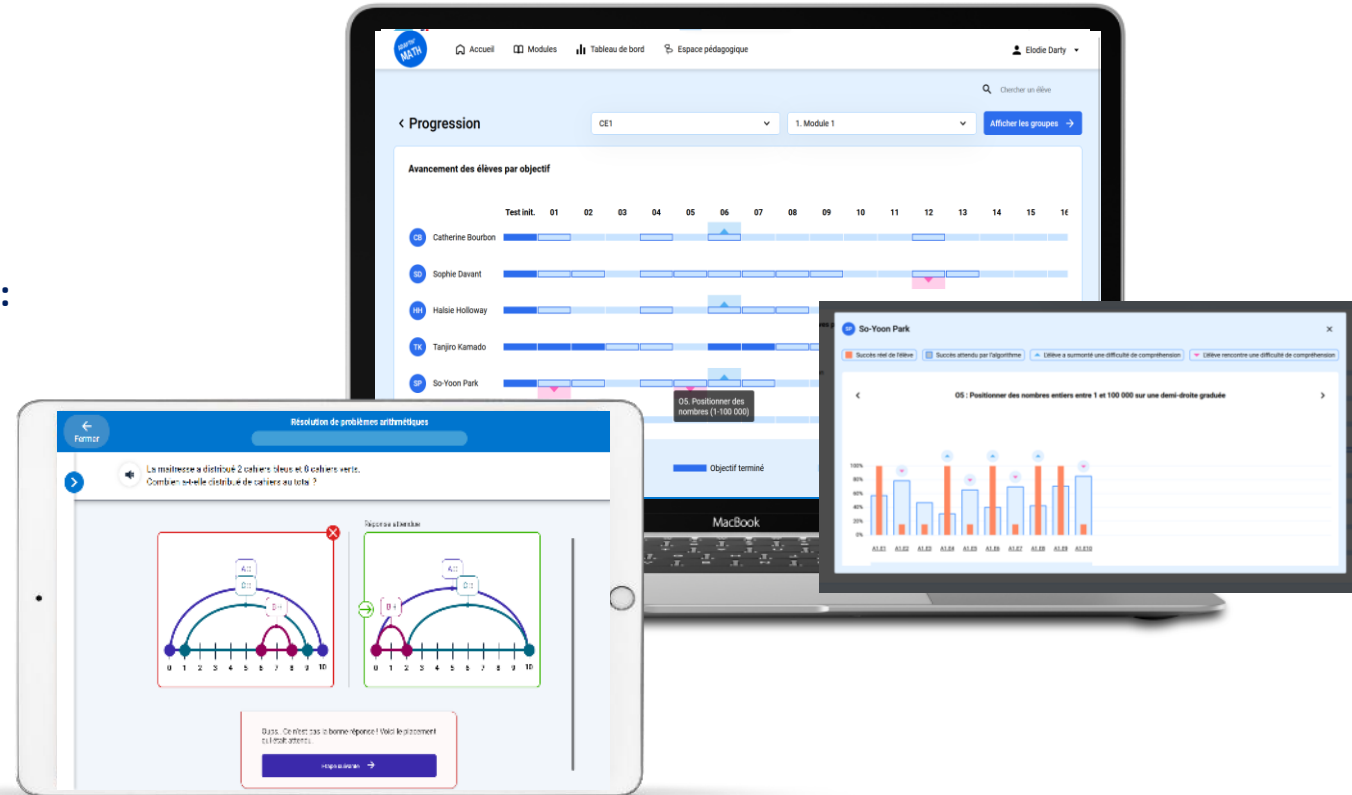 MATH
Accueil
Modules
Tableau de bord
Espace pédagogique
Elodie Darty
Chercher un élève
Progression
CE1
1. Module 1
Afficher les groupes
Avancement des élèves par objectif
Test init. 01 02 03 04 05 06 07 08 09 10 11 12 13 14 15 16
CB Catherine Bourbon
SD Sophie Davant
HH Halsie Holloway
TK Tanjiro Kamado
SP So-Yoon Park
O5. Positionner des
nombres (1-100 000)
Objectif terminé
MacBook
:
SP So-Yoon Park
Succès réel de l'élève
Succès attendu par l'algorithme
L'élève a surmonté une difficulté de compréhension
L'élève rencontre une difficulté de compréhension
O5 : Positionner des nombres entiers entre 1 et 100 000 sur une demi-droite graduée
100%
80%
60%
40%
20%
0%
A1.E1 A1.E2 A1.E3 A1.E4 A1.E5 A1.E6 A1.E7 A1.E8 A1.E9 A1.E10
Fermer
Résolution de problèmes arithmétiques
La maîtresse a distribué 2 cahiers bleus et 8 cahiers verts.
Combien a-t-elle distribué de cahiers au total ?
Réponse attendue
0 1 2 3 4 5 6 7 8 9 10
0 1 2 3 4 5 6 7 8 9 10
Oups... Ce n'est pas la bonne réponse ! Voici le placement
qui était attendu.
Étape suivante